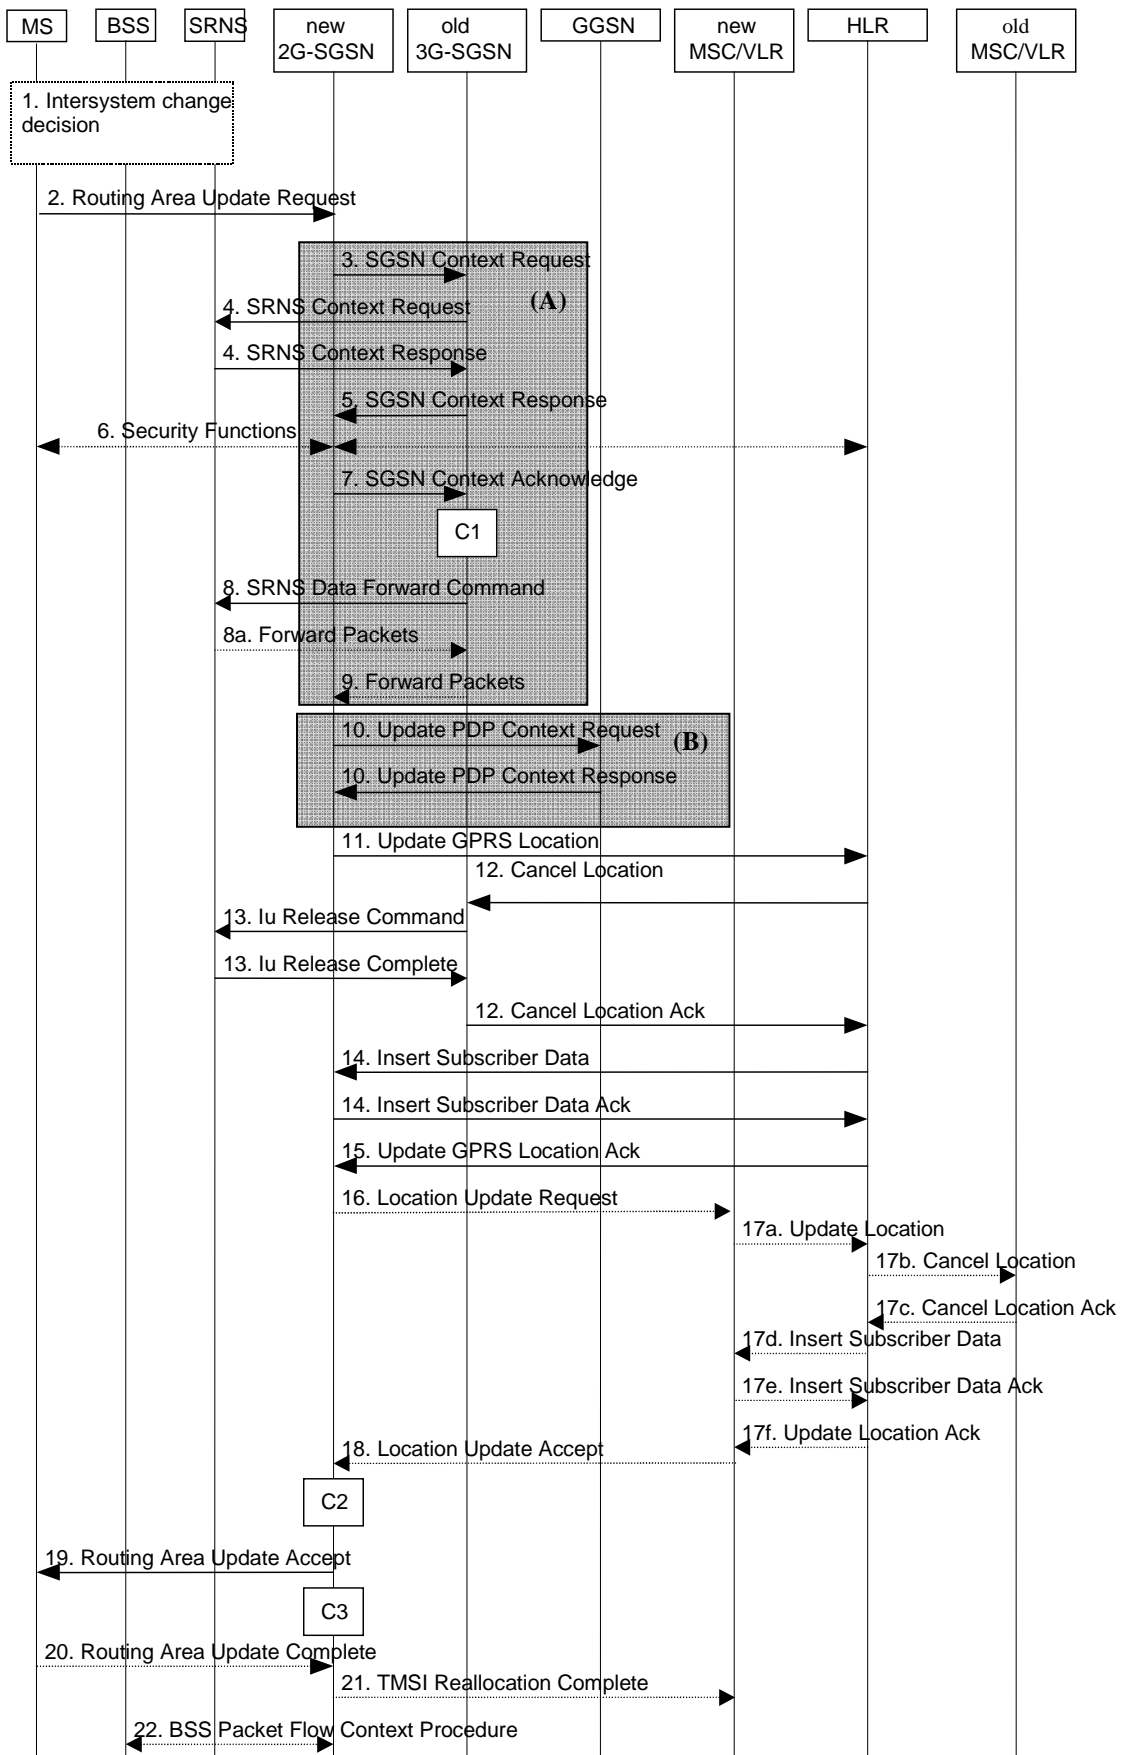 MS
BSS
SRNS
new
2G-SGSN
old
3G-SGSN
GGSN
new
MSC/VLR
HLR
old
MSC/VLR
1. Intersystem change
decision
2. Routing Area Update Request
3. SGSN Context Request
(A)
4. SRNS Context Request
4. SRNS Context Response
5. SGSN Context Response
6. Security Functions
7. SGSN Context Acknowledge
C1
8. SRNS Data Forward Command
8a. Forward Packets
9. Forward Packets
10. Update PDP Context Request
(B)
10. Update PDP Context Response
11. Update GPRS Location
12. Cancel Location
13. Iu Release Command
13. Iu Release Complete
12. Cancel Location Ack
14. Insert Subscriber Data
14. Insert Subscriber Data Ack
15. Update GPRS Location Ack
16. Location Update Request
17a. Update Location
17b. Cancel Location
17c. Cancel Location Ack
17d. Insert Subscriber Data
17e. Insert Subscriber Data Ack
17f. Update Location Ack
18. Location Update Accept
C2
19. Routing Area Update Accept
C3
20. Routing Area Update Complete
21. TMSI Reallocation Complete
22. BSS Packet Flow Context Procedure